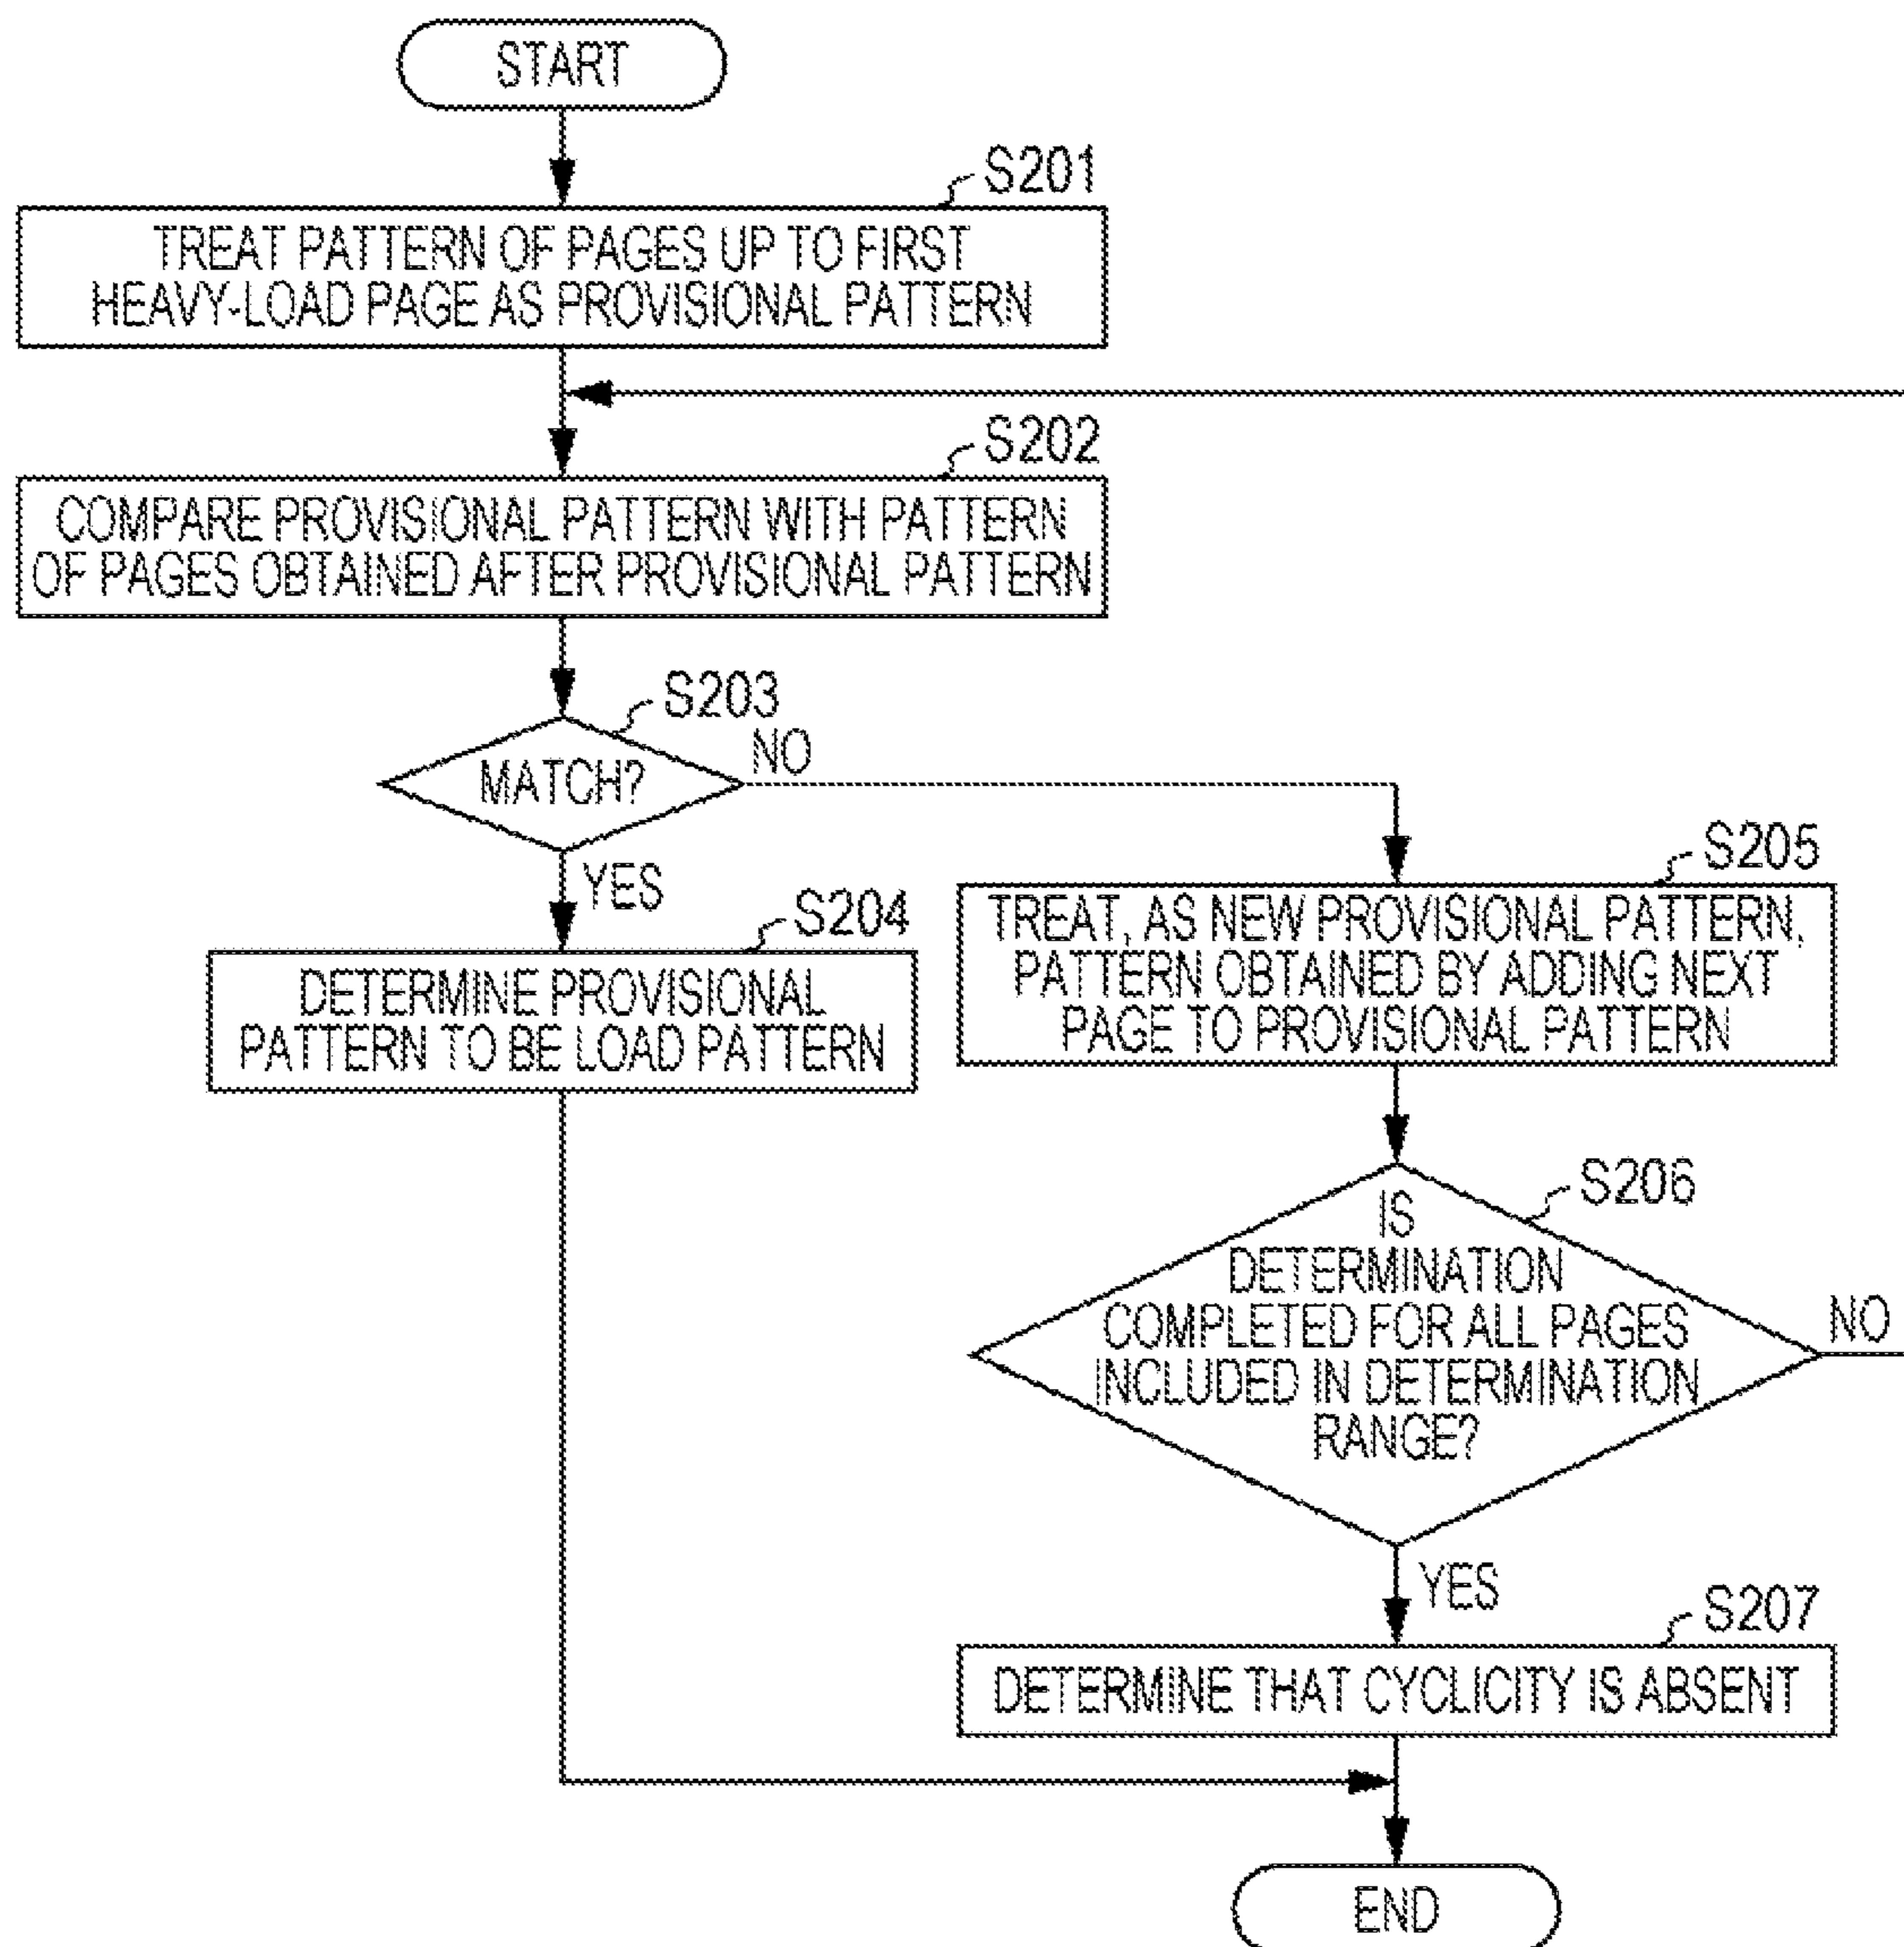 START
S201
TREAT PATTERN OF PAGES UP TO FIRST
HEAVY-LOAD PAGE AS PROVISIONAL PATTERN
S202
COMPARE PROVISIONAL PATTERN WITH PATTERN
OF PAGES OBTAINED AFTER PROVISIONAL PATTERN
S203
MATCH?
NO
YES
S204
DETERMINE PROVISIONAL
PATTERN TO BE LOAD PATTERN
S205
TREAT, AS NEW PROVISIONAL PATTERN,
PATTERN OBTAINED BY ADDING NEXT
PAGE TO PROVISIONAL PATTERN
S206
IS
DETERMINATION
COMPLETED FOR ALL PAGES
INCLUDED IN DETERMINATION
RANGE?
NO
YES
S207
DETERMINE THAT CYCLICITY IS ABSENT
END